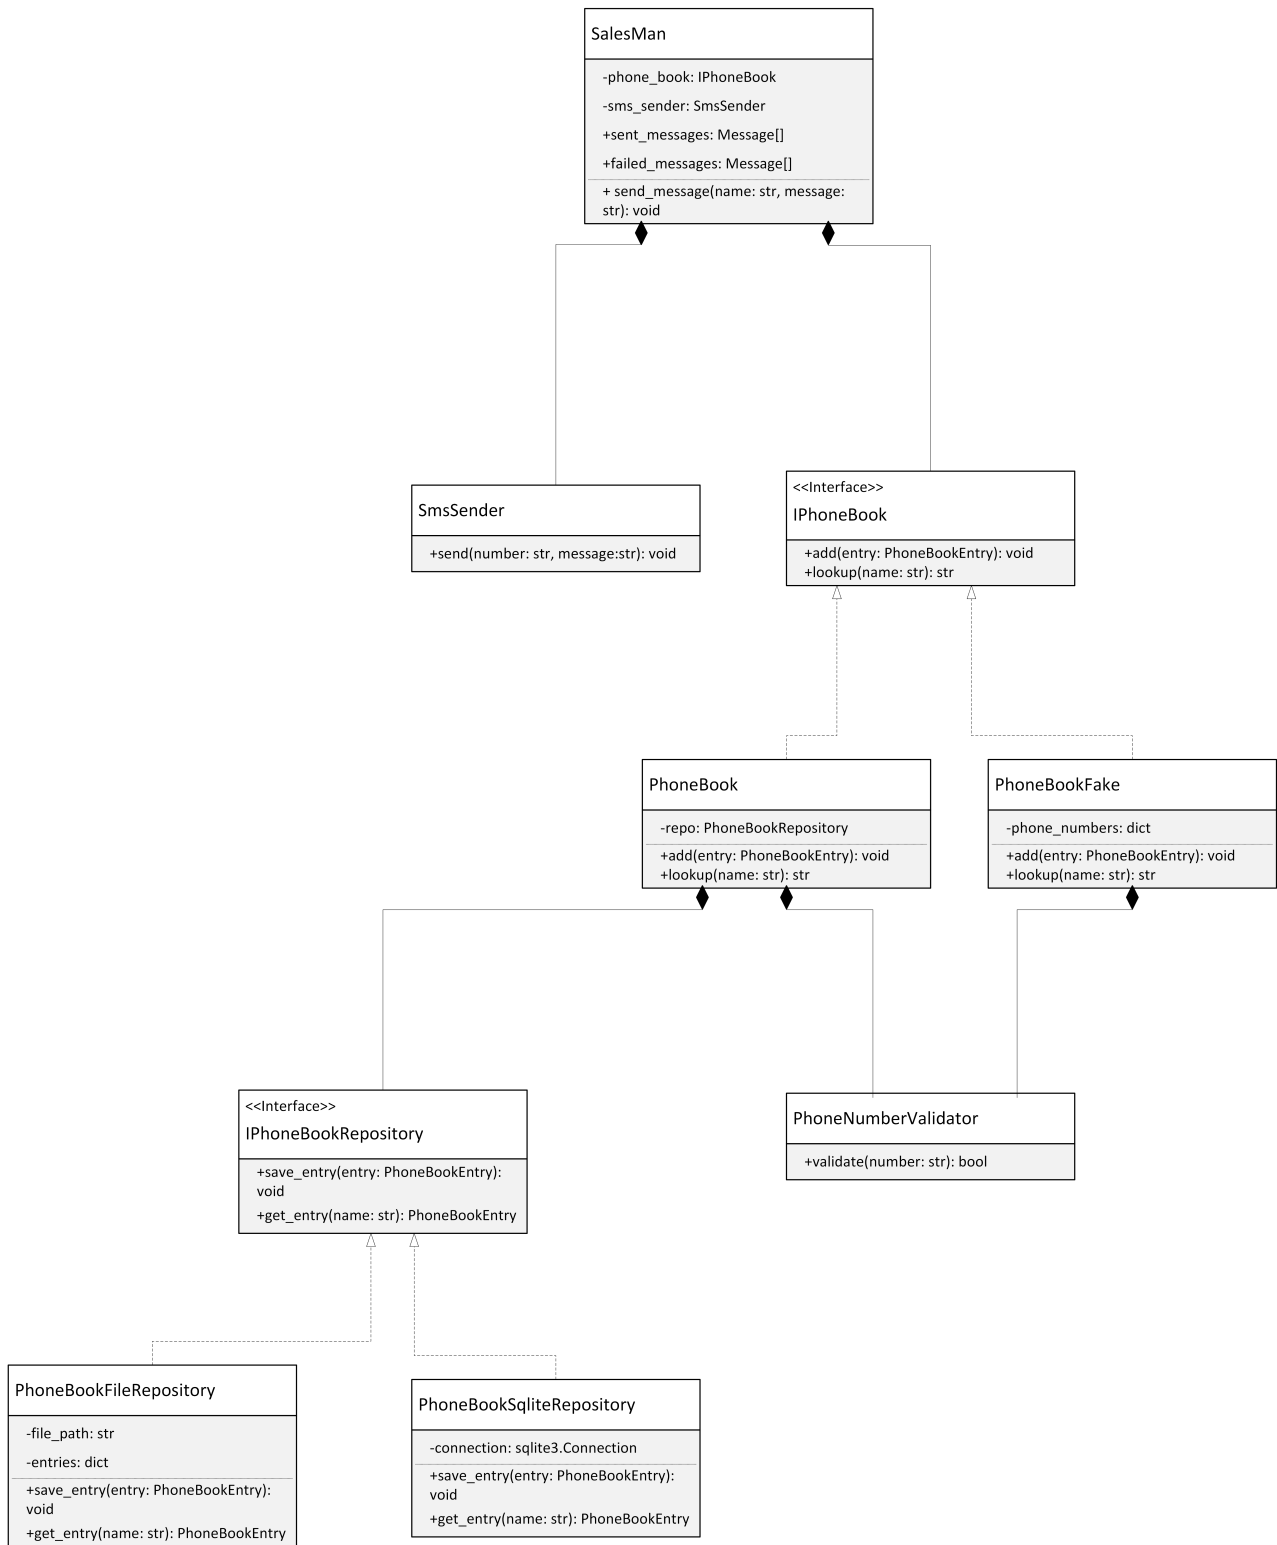 SalesMan
-phone_book: IPhoneBook
-sms_sender: SmsSender
+sent_messages: Message[]
+failed_messages: Message[]
+ send_message(name: str, message:
str): void
SmsSender
+send(number: str, message:str): void
<<Interface>>
IPhoneBook
+add(entry: PhoneBookEntry): void
+lookup(name: str): str
PhoneBook
-repo: PhoneBookRepository
+add(entry: PhoneBookEntry): void
+lookup(name: str): str
PhoneBookFake
-phone_numbers: dict
+add(entry: PhoneBookEntry): void
+lookup(name: str): str
<<Interface>>
IPhoneBookRepository
+save_entry(entry: PhoneBookEntry):
void
+get_entry(name: str): PhoneBookEntry
PhoneNumberValidator
+validate(number: str): bool
PhoneBookFileRepository
-file_path: str
-entries: dict
+save_entry(entry: PhoneBookEntry):
void
+get_entry(name: str): PhoneBookEntry
PhoneBookSqliteRepository
-connection: sqlite3.Connection
+save_entry(entry: PhoneBookEntry):
void
+get_entry(name: str): PhoneBookEntry